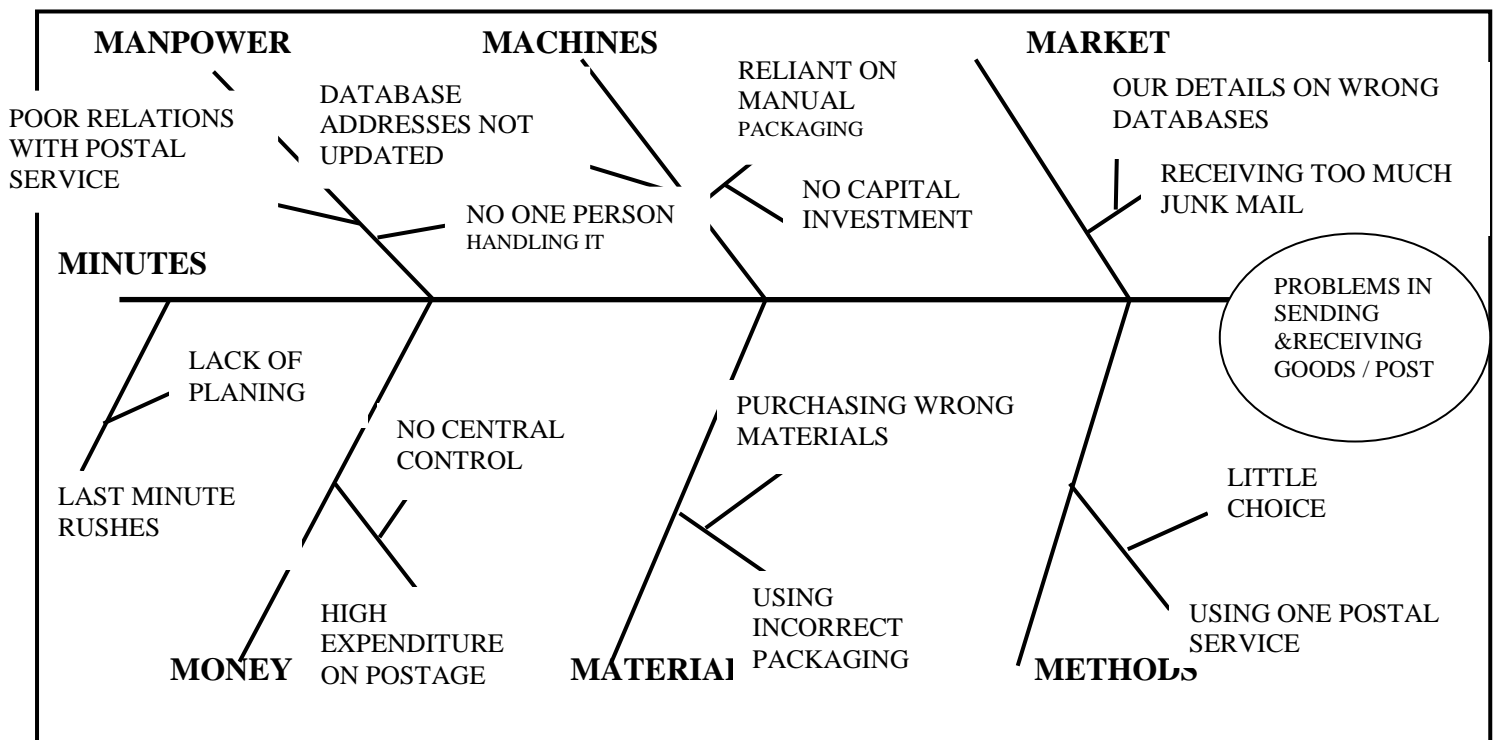 MANPOWER
MACHINES
MARKET
POOR RELATIONS
WITH POSTAL
SERVICE
DATABASE
ADDRESSES NOT
UPDATED
NO ONE PERSON
HANDLING IT
RELIANT ON
MANUAL
PACKAGING
NO CAPITAL
INVESTMENT
OUR DETAILS ON WRONG
DATABASES
RECEIVING TOO MUCH
JUNK MAIL
MINUTES
PROBLEMS IN
SENDING
&RECEIVING
GOODS / POST
LACK OF
PLANING
LAST MINUTE
RUSHES
NO CENTRAL
CONTROL
HIGH
EXPENDITURE
ON POSTAGE
MONEY
PURCHASING WRONG
MATERIALS
USING
INCORRECT
PACKAGING
MATERIAL
LITTLE
CHOICE
USING ONE POSTAL
SERVICE
METHODS